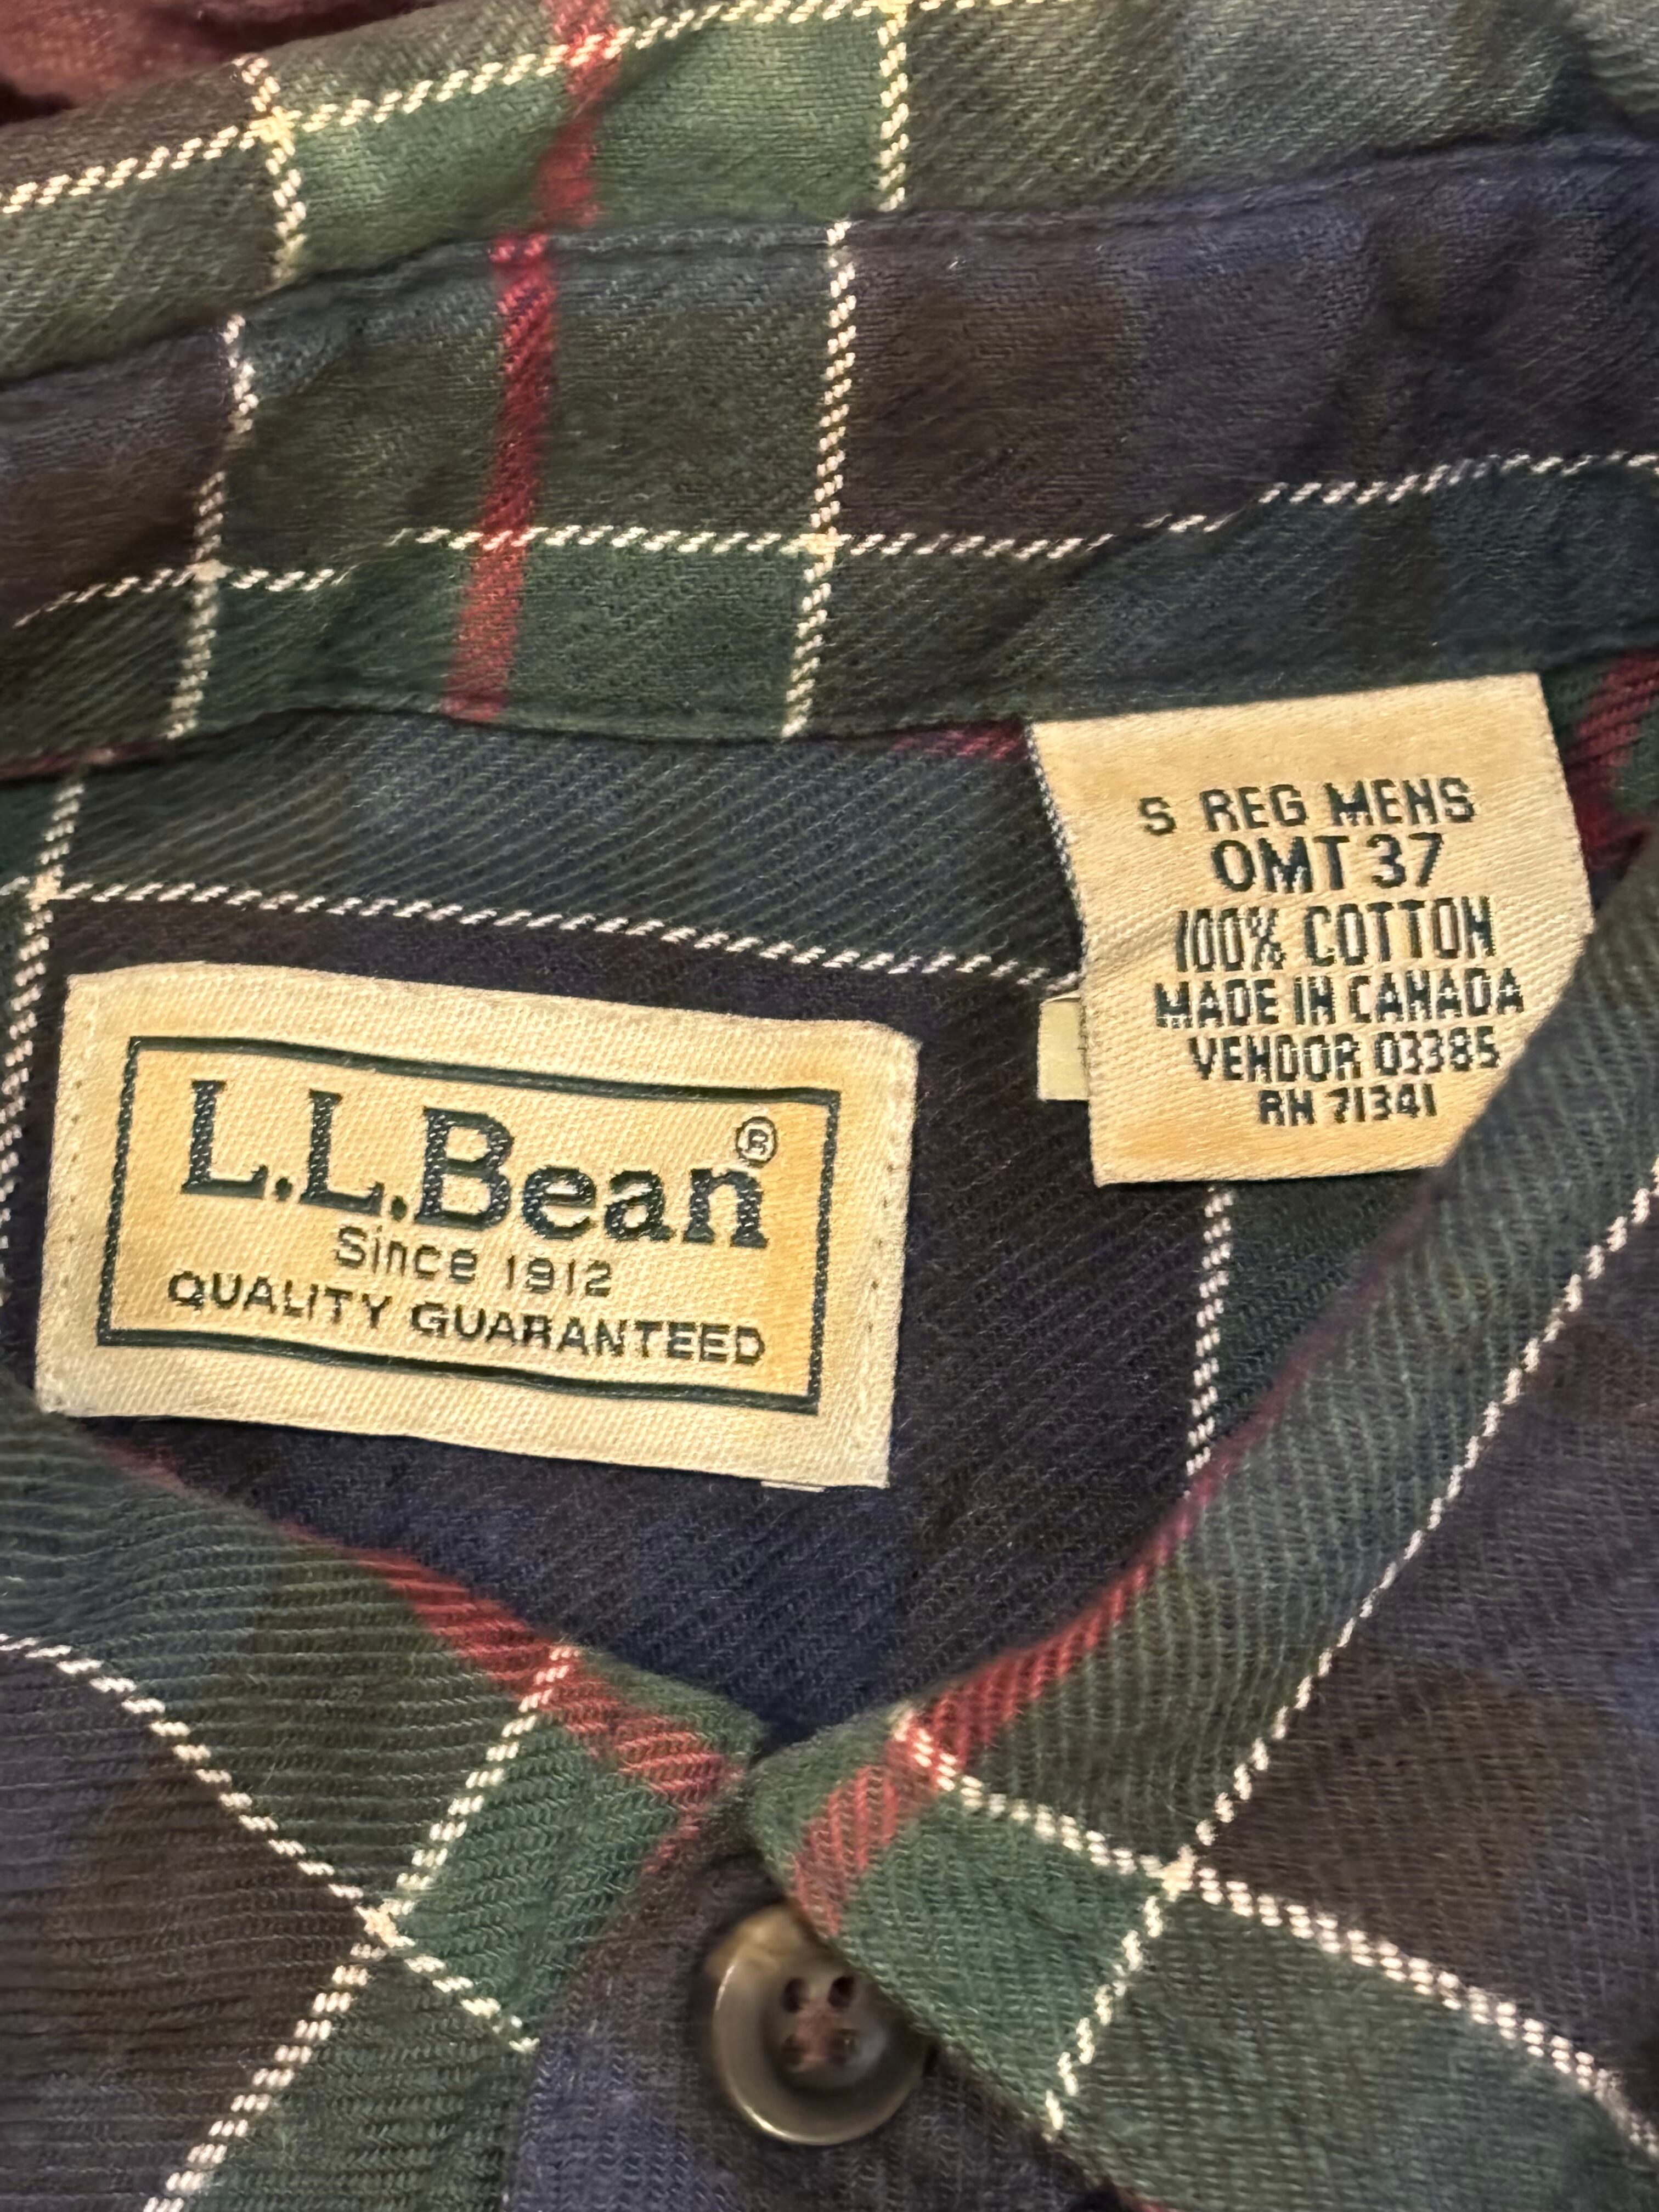 S REG MENS
OMT 37
100% COTTON
MADE IN CANADA
VENDOR 03385
RN 71341
L.L.Bean®
Since 1912
QUALITY GUARANTEED